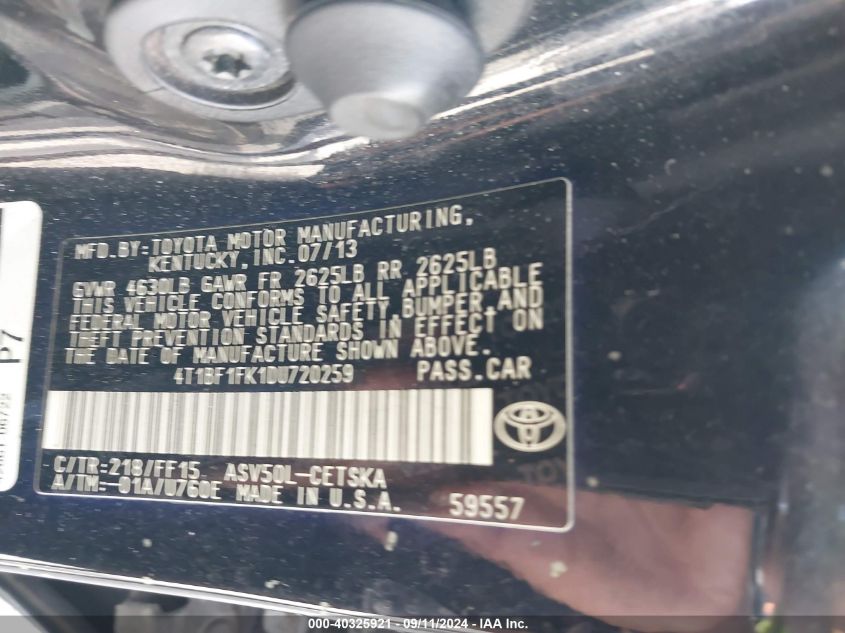 MFD.BY:TOYOTA MOTOR MANUFACTURING,
KENTUCKY, INC. 07/13
GVWR 4630LB GAWR FR 2625LB RR 2625LB
THIS VEHICLE CONFORMS TO ALL APPLICABLE
FEDERAL MOTOR VEHICLE SAFETY, BUMPER AND
THEFT PREVENTION STANDARDS IN EFFECT ON
THE DATE OF MANUFACTURE SHOWN ABOVE.
4T1BF1FK1DU720259 PASS.CAR
C/TR:218/FF15 ASV50L-CETSKA
A/TM:-01A/U760E MADE IN U.S.A. 59557
P7
000-40325921 - 09/11/2024 - IAA, Inc.